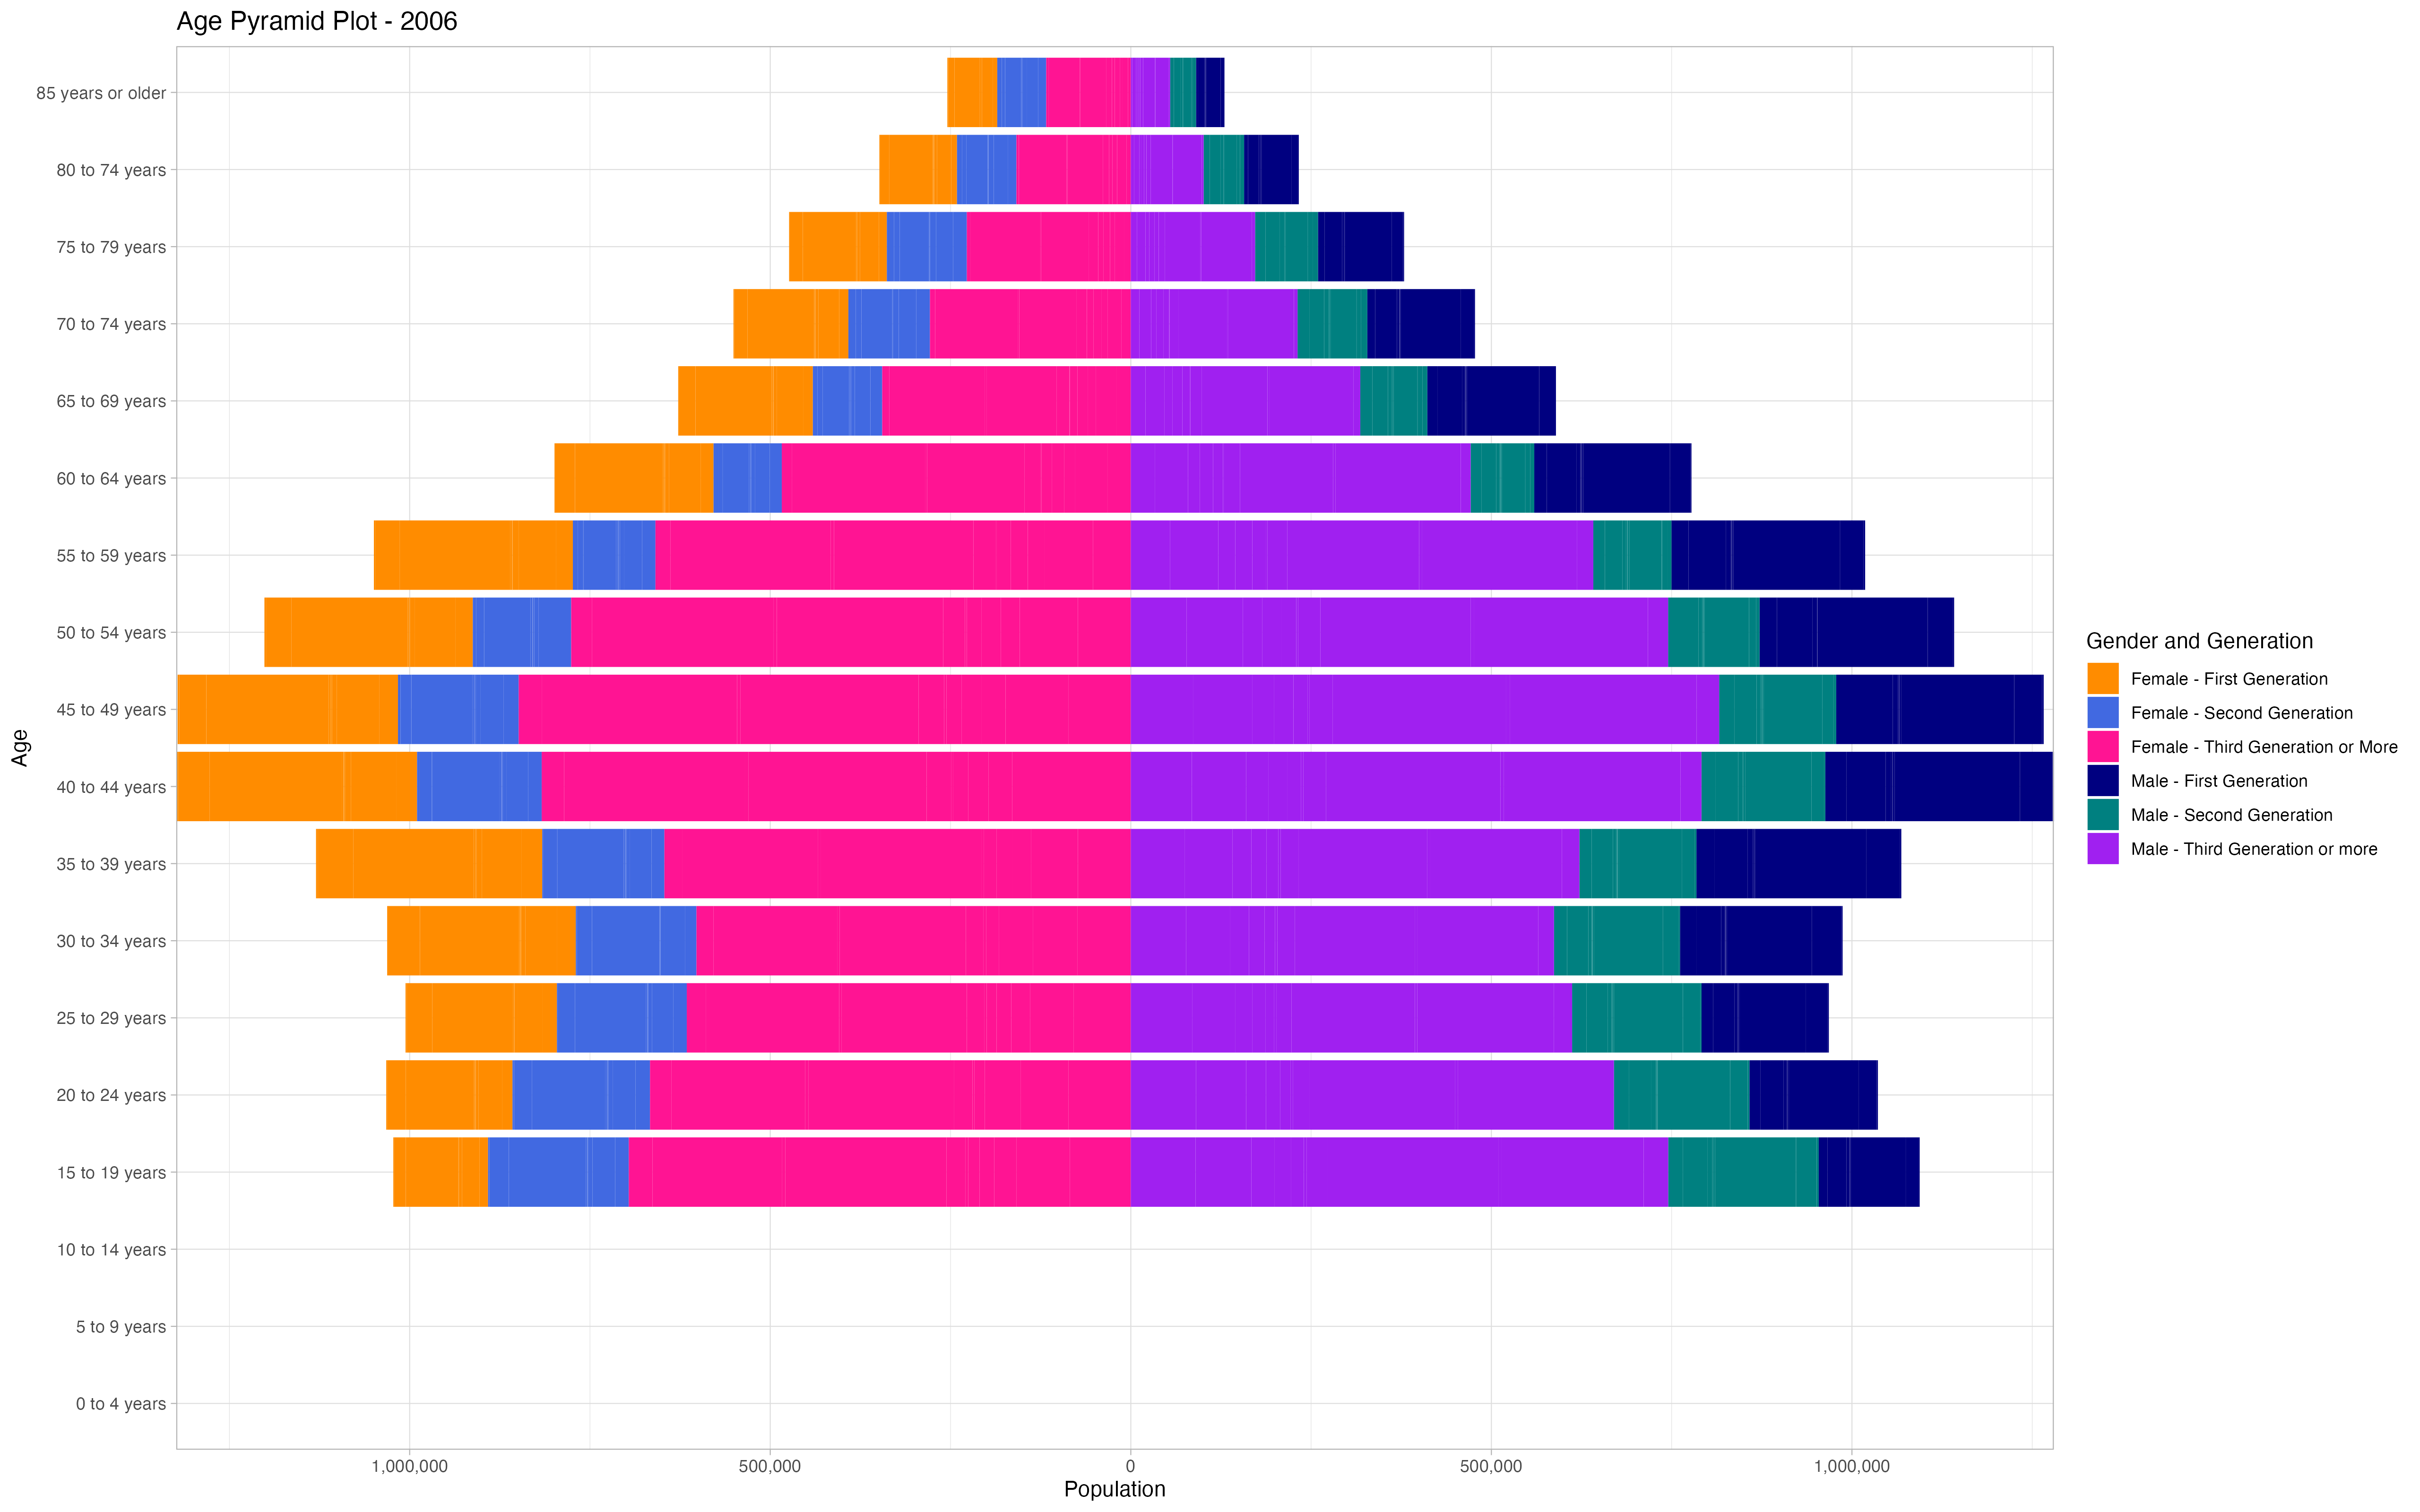 Age Pyramid Plot - 2006
Age
85 years or older
80 to 74 years
75 to 79 years
70 to 74 years
65 to 69 years
60 to 64 years
55 to 59 years
50 to 54 years
45 to 49 years
40 to 44 years
35 to 39 years
30 to 34 years
25 to 29 years
20 to 24 years
15 to 19 years
10 to 14 years
5 to 9 years
0 to 4 years
1,000,000
500,000
0
500,000
1,000,000
Population
Gender and Generation
Female - First Generation
Female - Second Generation
Female - Third Generation or More
Male - First Generation
Male - Second Generation
Male - Third Generation or more